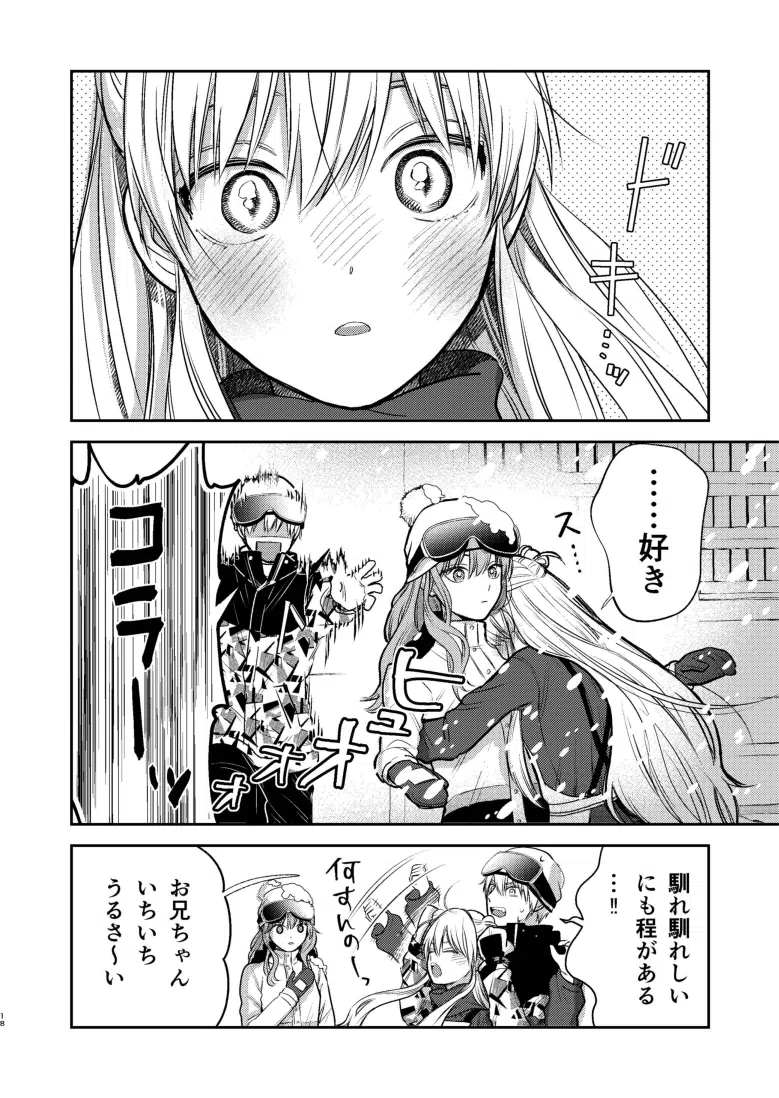 ドキ…ッ
……好き
ス…
ヒュオオオォ
コラーッ
馴れ馴れしい
にも程がある
…!!
何すんのーっ
お兄ちゃん
いちいち
うるさ〜い
18